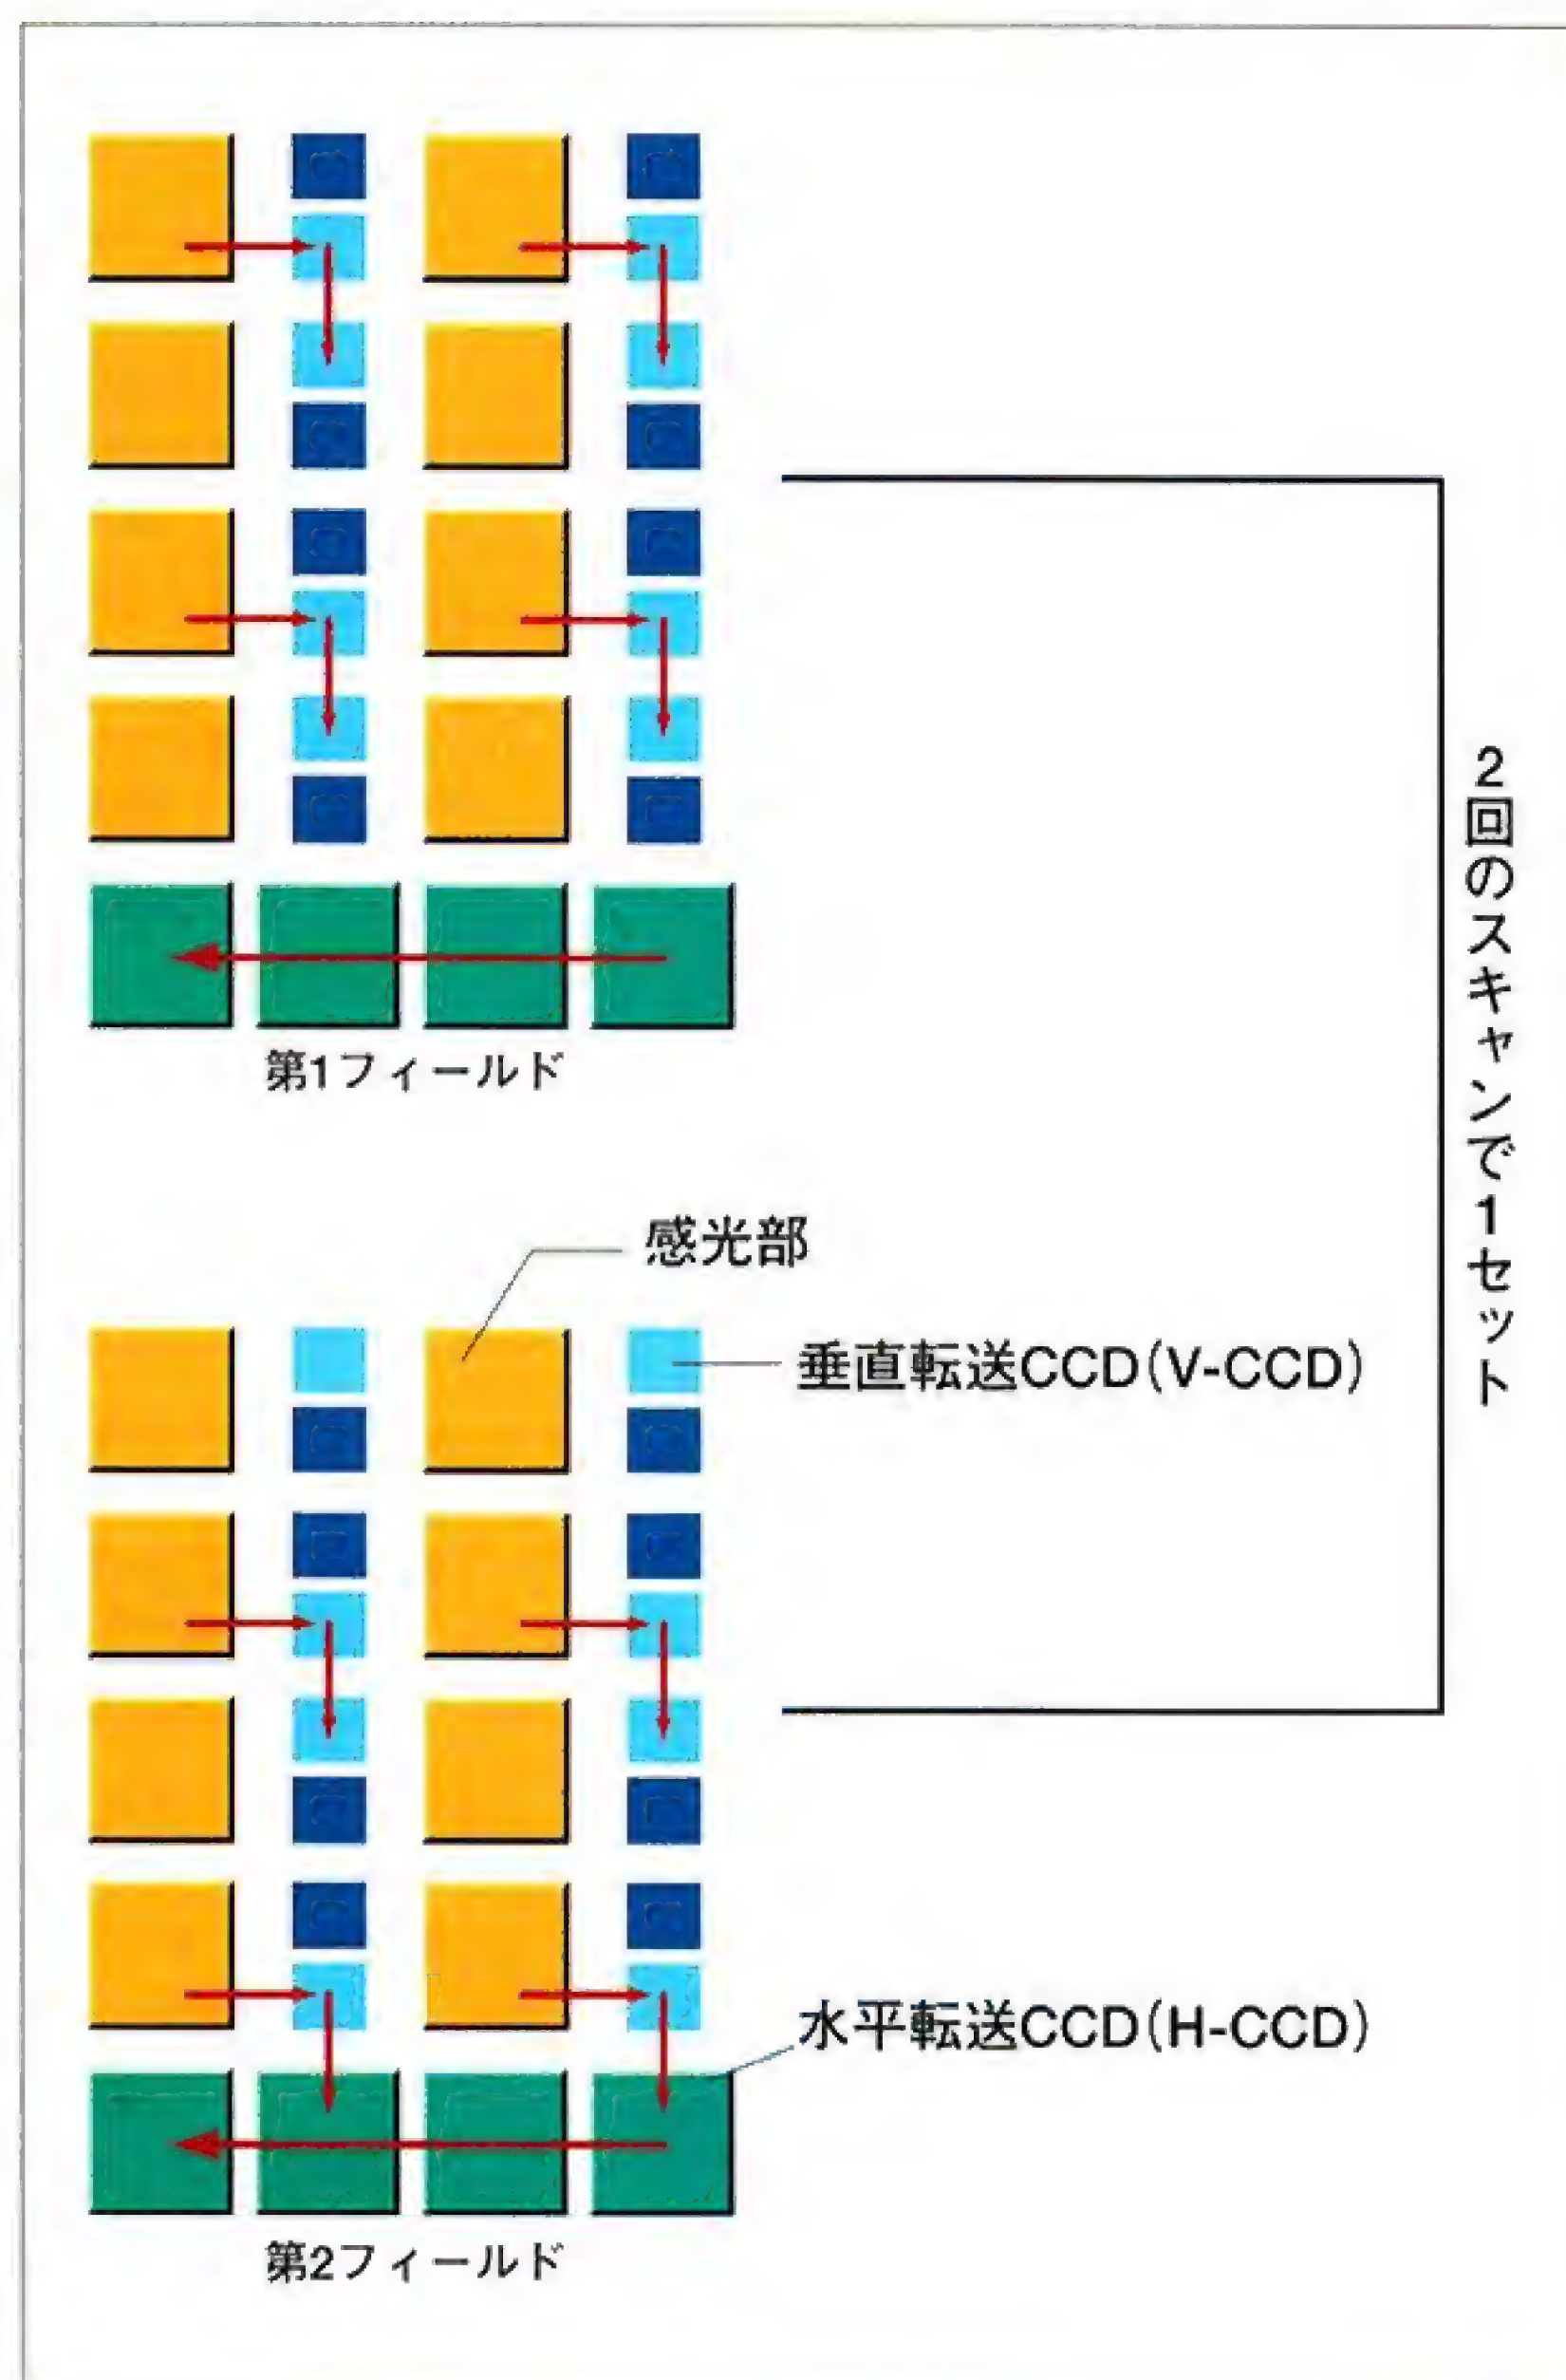 第1フィールド
2回のスキャンで1セット
感光部
垂直転送CCD(V-CCD)
水平転送CCD(H-CCD)
第2フィールド